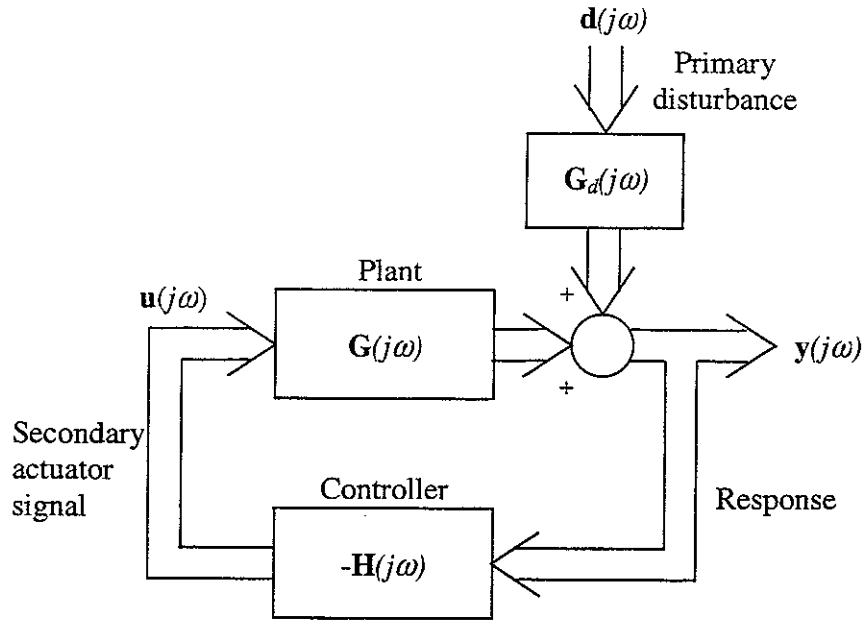 d(jω)
Primary
disturbance
G_d(jω)
Plant
+
u(jω)
G(jω)
y(jω)
+
Secondary
actuator
signal
Controller
Response
-H(jω)